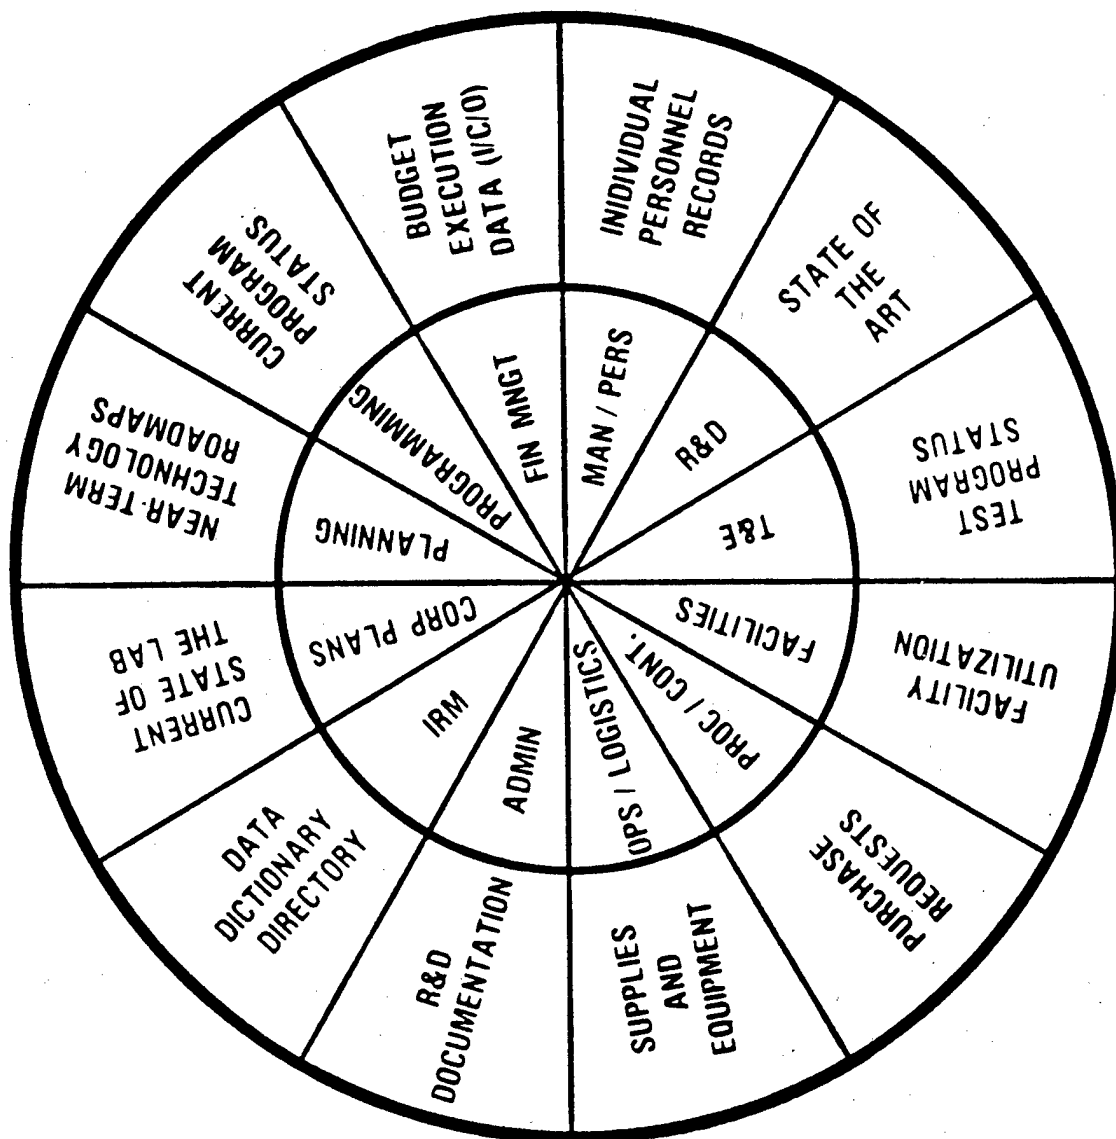 INIDIVIDUAL
PERSONNEL
RECORDS
STATE OF
THE
ART
TEST
PROGRAM
STATUS
FACILITY
UTILIZATION
PURCHASE
REQUESTS
SUPPLIES
AND
EQUIPMENT
R&D
DOCUMENTATION
DATA
DICTIONARY
DIRECTORY
CURRENT
STATE OF
THE LAB
NEAR-TERM
TECHNOLOGY
ROADMAPS
CURRENT
PROGRAM
STATUS
BUDGET
EXECUTION
DATA (I/C/O)
MAN / PERS
R&D
T&E
FACILITIES
PROC / CONT.
OPS / LOGISTICS
ADMIN
IRM
CORP PLANS
PLANNING
PROGRAMMING
FIN MNGT